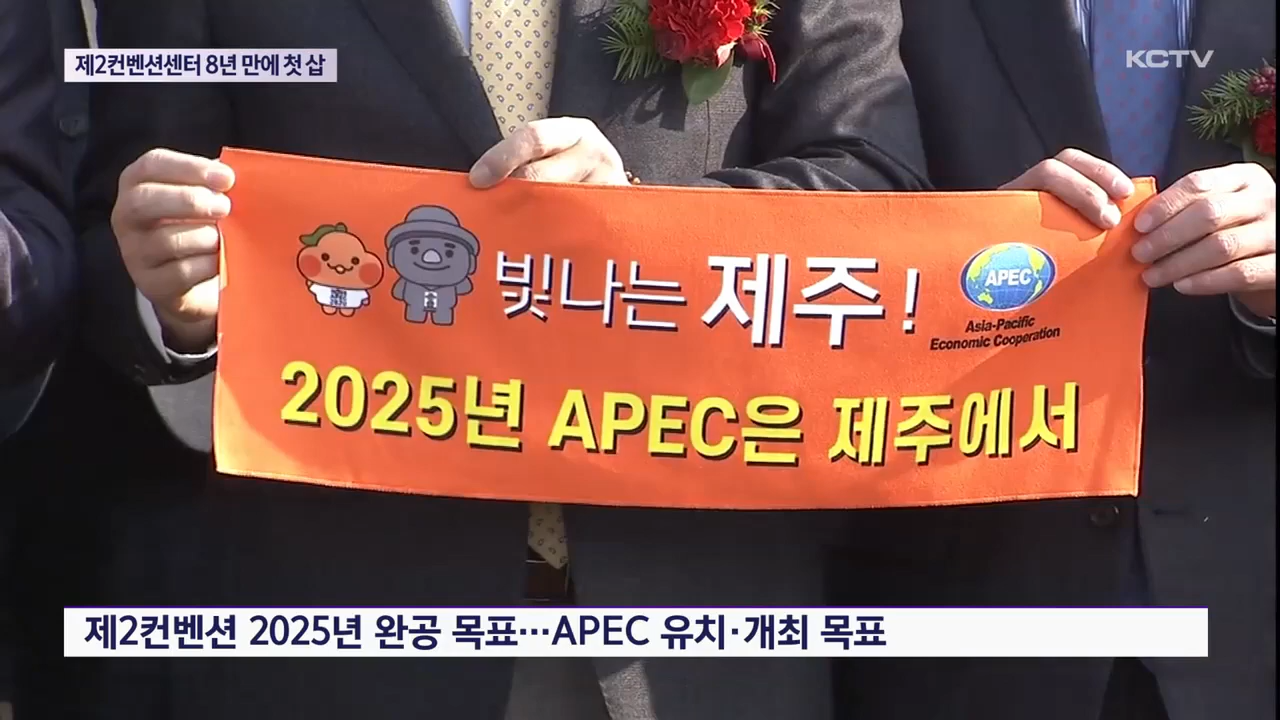 제2컨벤션센터 8년 만에 첫 삽
KCTV
빛나는 제주!
APEC
Asia-Pacific
Economic Cooperation
2025년 APEC은 제주에서
제2컨벤션 2025년 완공 목표…APEC 유치·개최 목표